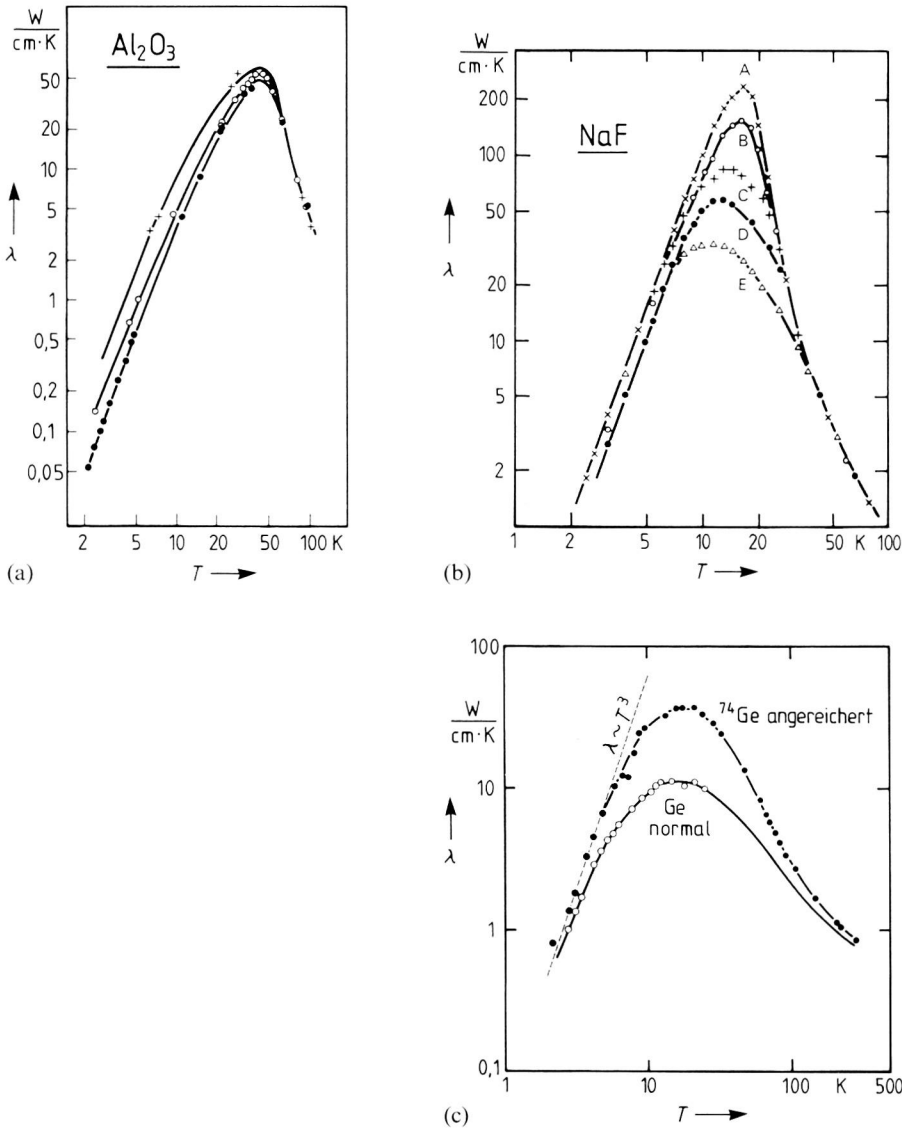 W
cm·K
Al₂O₃
50
20
10
5
2
1
0,5
0,2
0,1
0,05
λ
2
5
10
20
50
100 K
T
(a)
W
cm·K
NaF
200
100
50
20
10
5
2
λ
A
B
C
D
E
1
2
5
10
20
50
K
100
T
(b)
100
W
cm·K
10
λ
1
0,1
λ~T³
⁷⁴Ge angereichert
Ge
normal
1
10
100
K
500
T
(c)